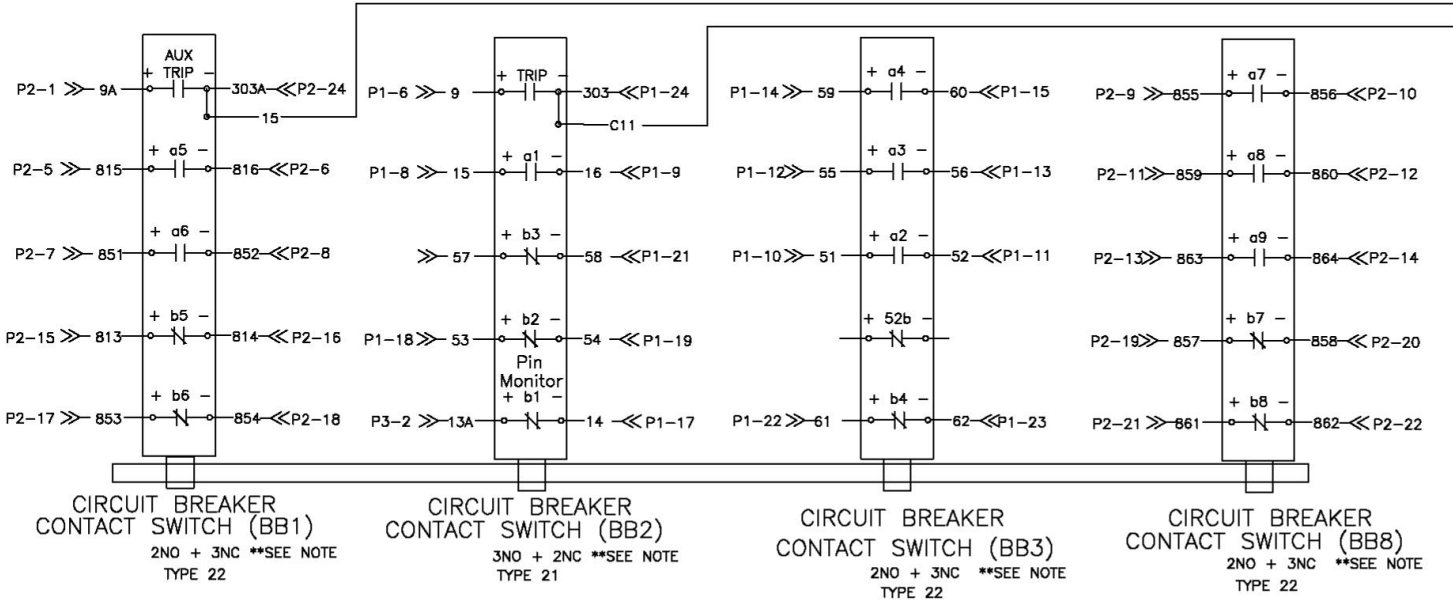 AUX
+ TRIP -
P2-1 9A 303A P2-24
15
+ a5 -
P2-5 815 816 P2-6
+ a6 -
P2-7 851 852 P2-8
+ b5 -
P2-15 813 814 P2-16
+ b6 -
P2-17 853 854 P2-18
CIRCUIT BREAKER
CONTACT SWITCH (BB1)
2NO + 3NC **SEE NOTE
TYPE 22
+ TRIP -
P1-6 9 303 P1-24
C11
+ a1 -
P1-8 15 16 P1-9
+ b3 -
57 58 P1-21
+ b2 -
P1-18 53 54 P1-19
Pin
Monitor
+ b1 -
P3-2 13A 14 P1-17
CIRCUIT BREAKER
CONTACT SWITCH (BB2)
3NO + 2NC **SEE NOTE
TYPE 21
+ a4 -
P1-14 59 60 P1-15
+ a3 -
P1-12 55 56 P1-13
+ a2 -
P1-10 51 52 P1-11
+ 52b -
+ b4 -
P1-22 61 62 P1-23
CIRCUIT BREAKER
CONTACT SWITCH (BB3)
2NO + 3NC **SEE NOTE
TYPE 22
+ a7 -
P2-9 855 856 P2-10
+ a8 -
P2-11 859 860 P2-12
+ a9 -
P2-13 863 864 P2-14
+ b7 -
P2-19 857 858 P2-20
+ b8 -
P2-21 861 862 P2-22
CIRCUIT BREAKER
CONTACT SWITCH (BB8)
2NO + 3NC **SEE NOTE
TYPE 22